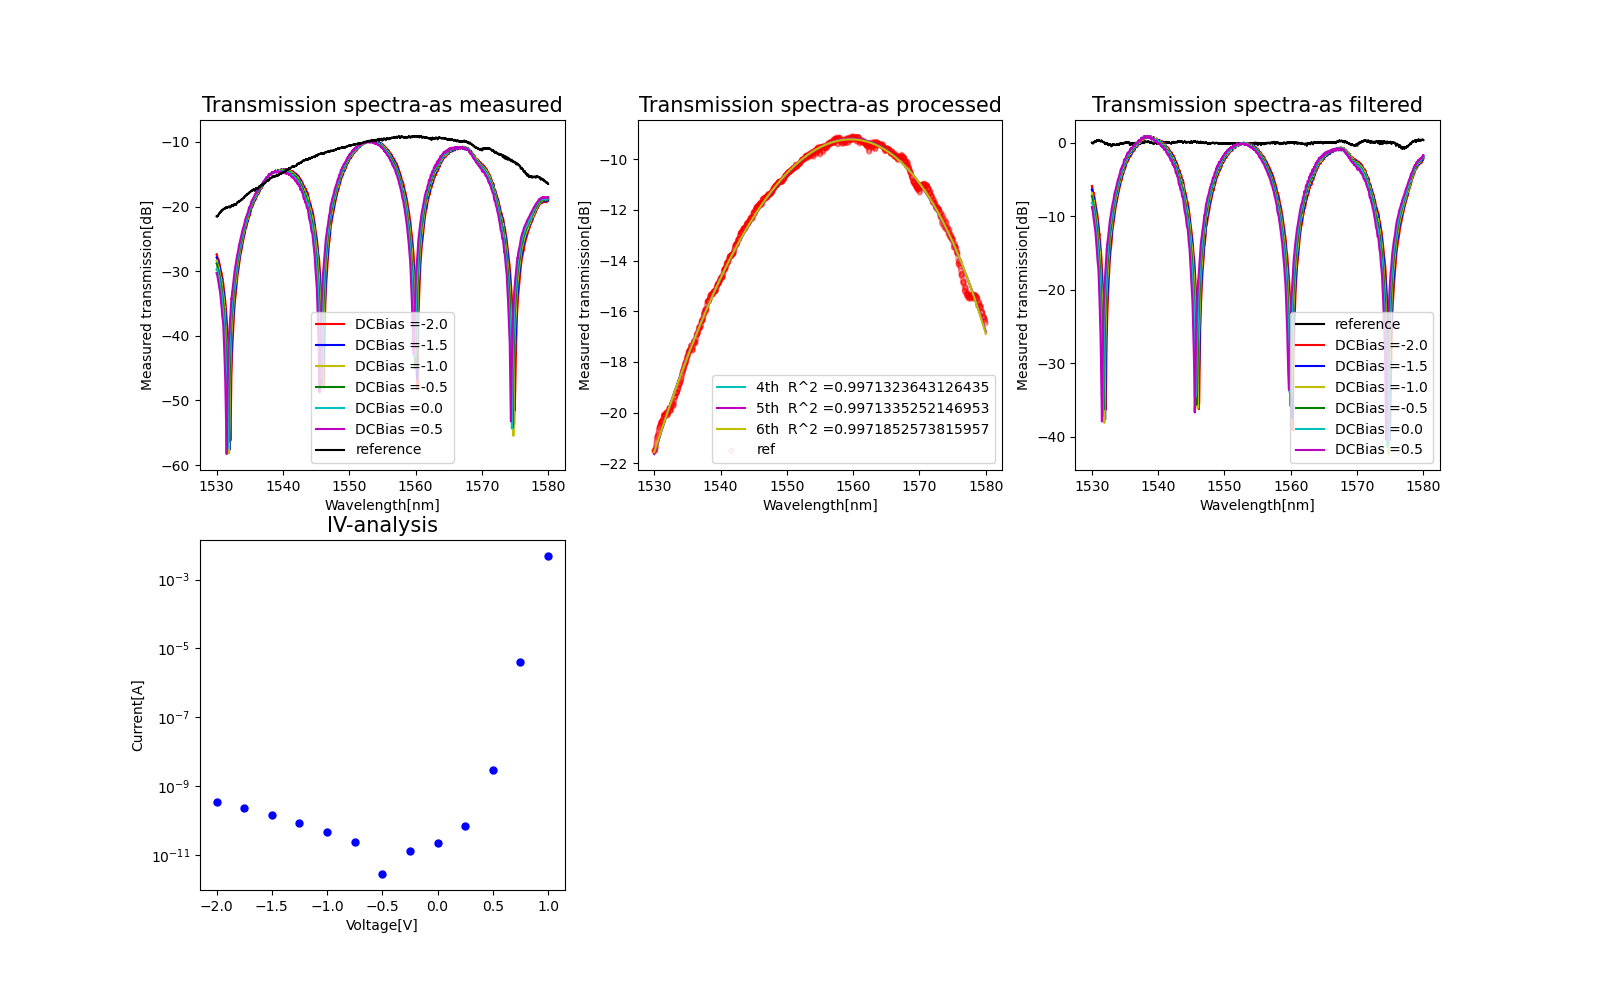 Transmission spectra-as measured
Measured transmission[dB]
−10
−20
−30
−40
−50
−60
DCBias =-2.0
DCBias =-1.5
DCBias =-1.0
DCBias =-0.5
DCBias =0.0
DCBias =0.5
reference
1530 1540 1550 1560 1570 1580
Wavelength[nm]
Transmission spectra-as processed
Measured transmission[dB]
−10
−12
−14
−16
−18
−20
−22
4th R^2 =0.9971323643126435
5th R^2 =0.9971335252146953
6th R^2 =0.9971852573815957
ref
1530 1540 1550 1560 1570 1580
Wavelength[nm]
Transmission spectra-as filtered
Measured transmission[dB]
0
−10
−20
−30
−40
reference
DCBias =-2.0
DCBias =-1.5
DCBias =-1.0
DCBias =-0.5
DCBias =0.0
DCBias =0.5
1530 1540 1550 1560 1570 1580
Wavelength[nm]
IV-analysis
Current[A]
10⁻³
10⁻⁵
10⁻⁷
10⁻⁹
10⁻¹¹
−2.0 −1.5 −1.0 −0.5 0.0 0.5 1.0
Voltage[V]